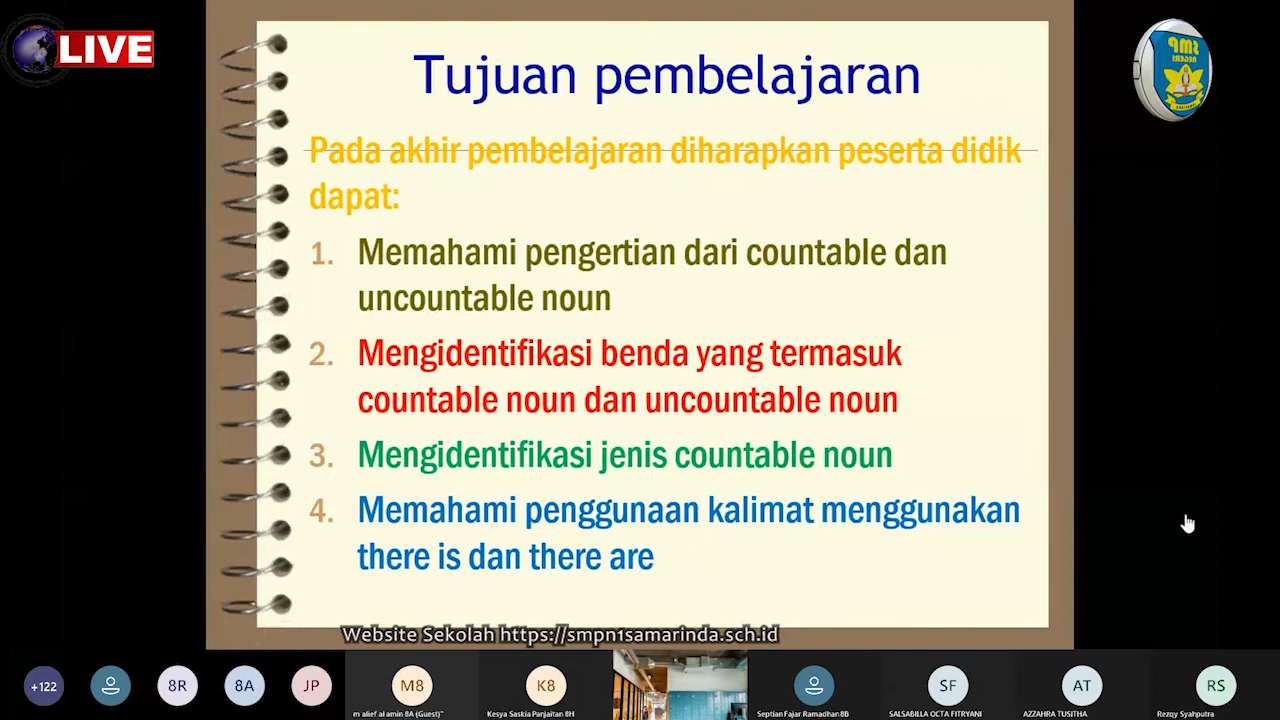 LIVE
SMP
NEGERI
Tujuan pembelajaran
Pada akhir pembelajaran diharapkan peserta didik
dapat:
1. Memahami pengertian dari countable dan
uncountable noun
2. Mengidentifikasi benda yang termasuk
countable noun dan uncountable noun
3. Mengidentifikasi jenis countable noun
4. Memahami penggunaan kalimat menggunakan
there is dan there are
Website Sekolah https://smpn1samarinda.sch.id
+122
8R
8A
JP
M8
K8
SF
AT
RS
m alief al amin 8A (Guest)"
Kesya Saskia Panjaitan 8H
Septian Fajar Ramadhan 8B
SALSABILLA OCTA FITRYANI
AZZAHRA TUSITHA
Rezqy Syahputra